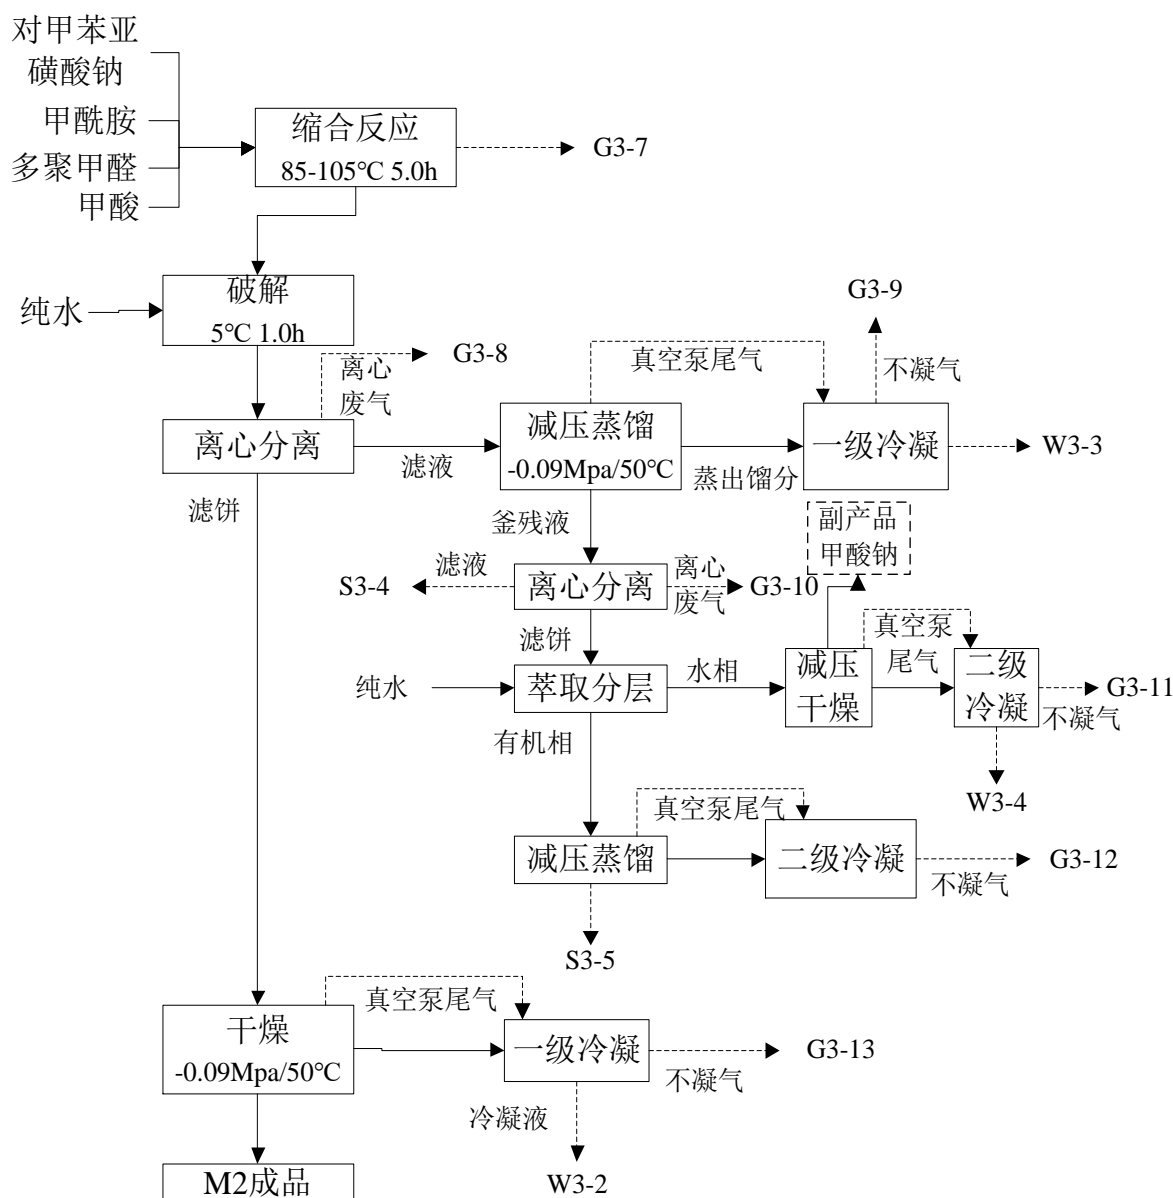 对甲苯亚
磺酸钠
甲酰胺
多聚甲醛
甲酸
缩合反应
85-105℃ 5.0h
G3-7
纯水
破解
5℃ 1.0h
离心
废气
G3-8
真空泵尾气
G3-9
不凝气
离心分离
滤液
减压蒸馏
-0.09Mpa/50℃
蒸出馏分
一级冷凝
W3-3
滤饼
釜残液
副产品
甲酸钠
S3-4
滤液
离心分离
离心
废气
G3-10
滤饼
真空泵
尾气
纯水
萃取分层
水相
减压
干燥
二级
冷凝
G3-11
不凝气
有机相
W3-4
真空泵尾气
减压蒸馏
二级冷凝
G3-12
不凝气
S3-5
真空泵尾气
干燥
-0.09Mpa/50℃
一级冷凝
G3-13
不凝气
冷凝液
W3-2
M2成品